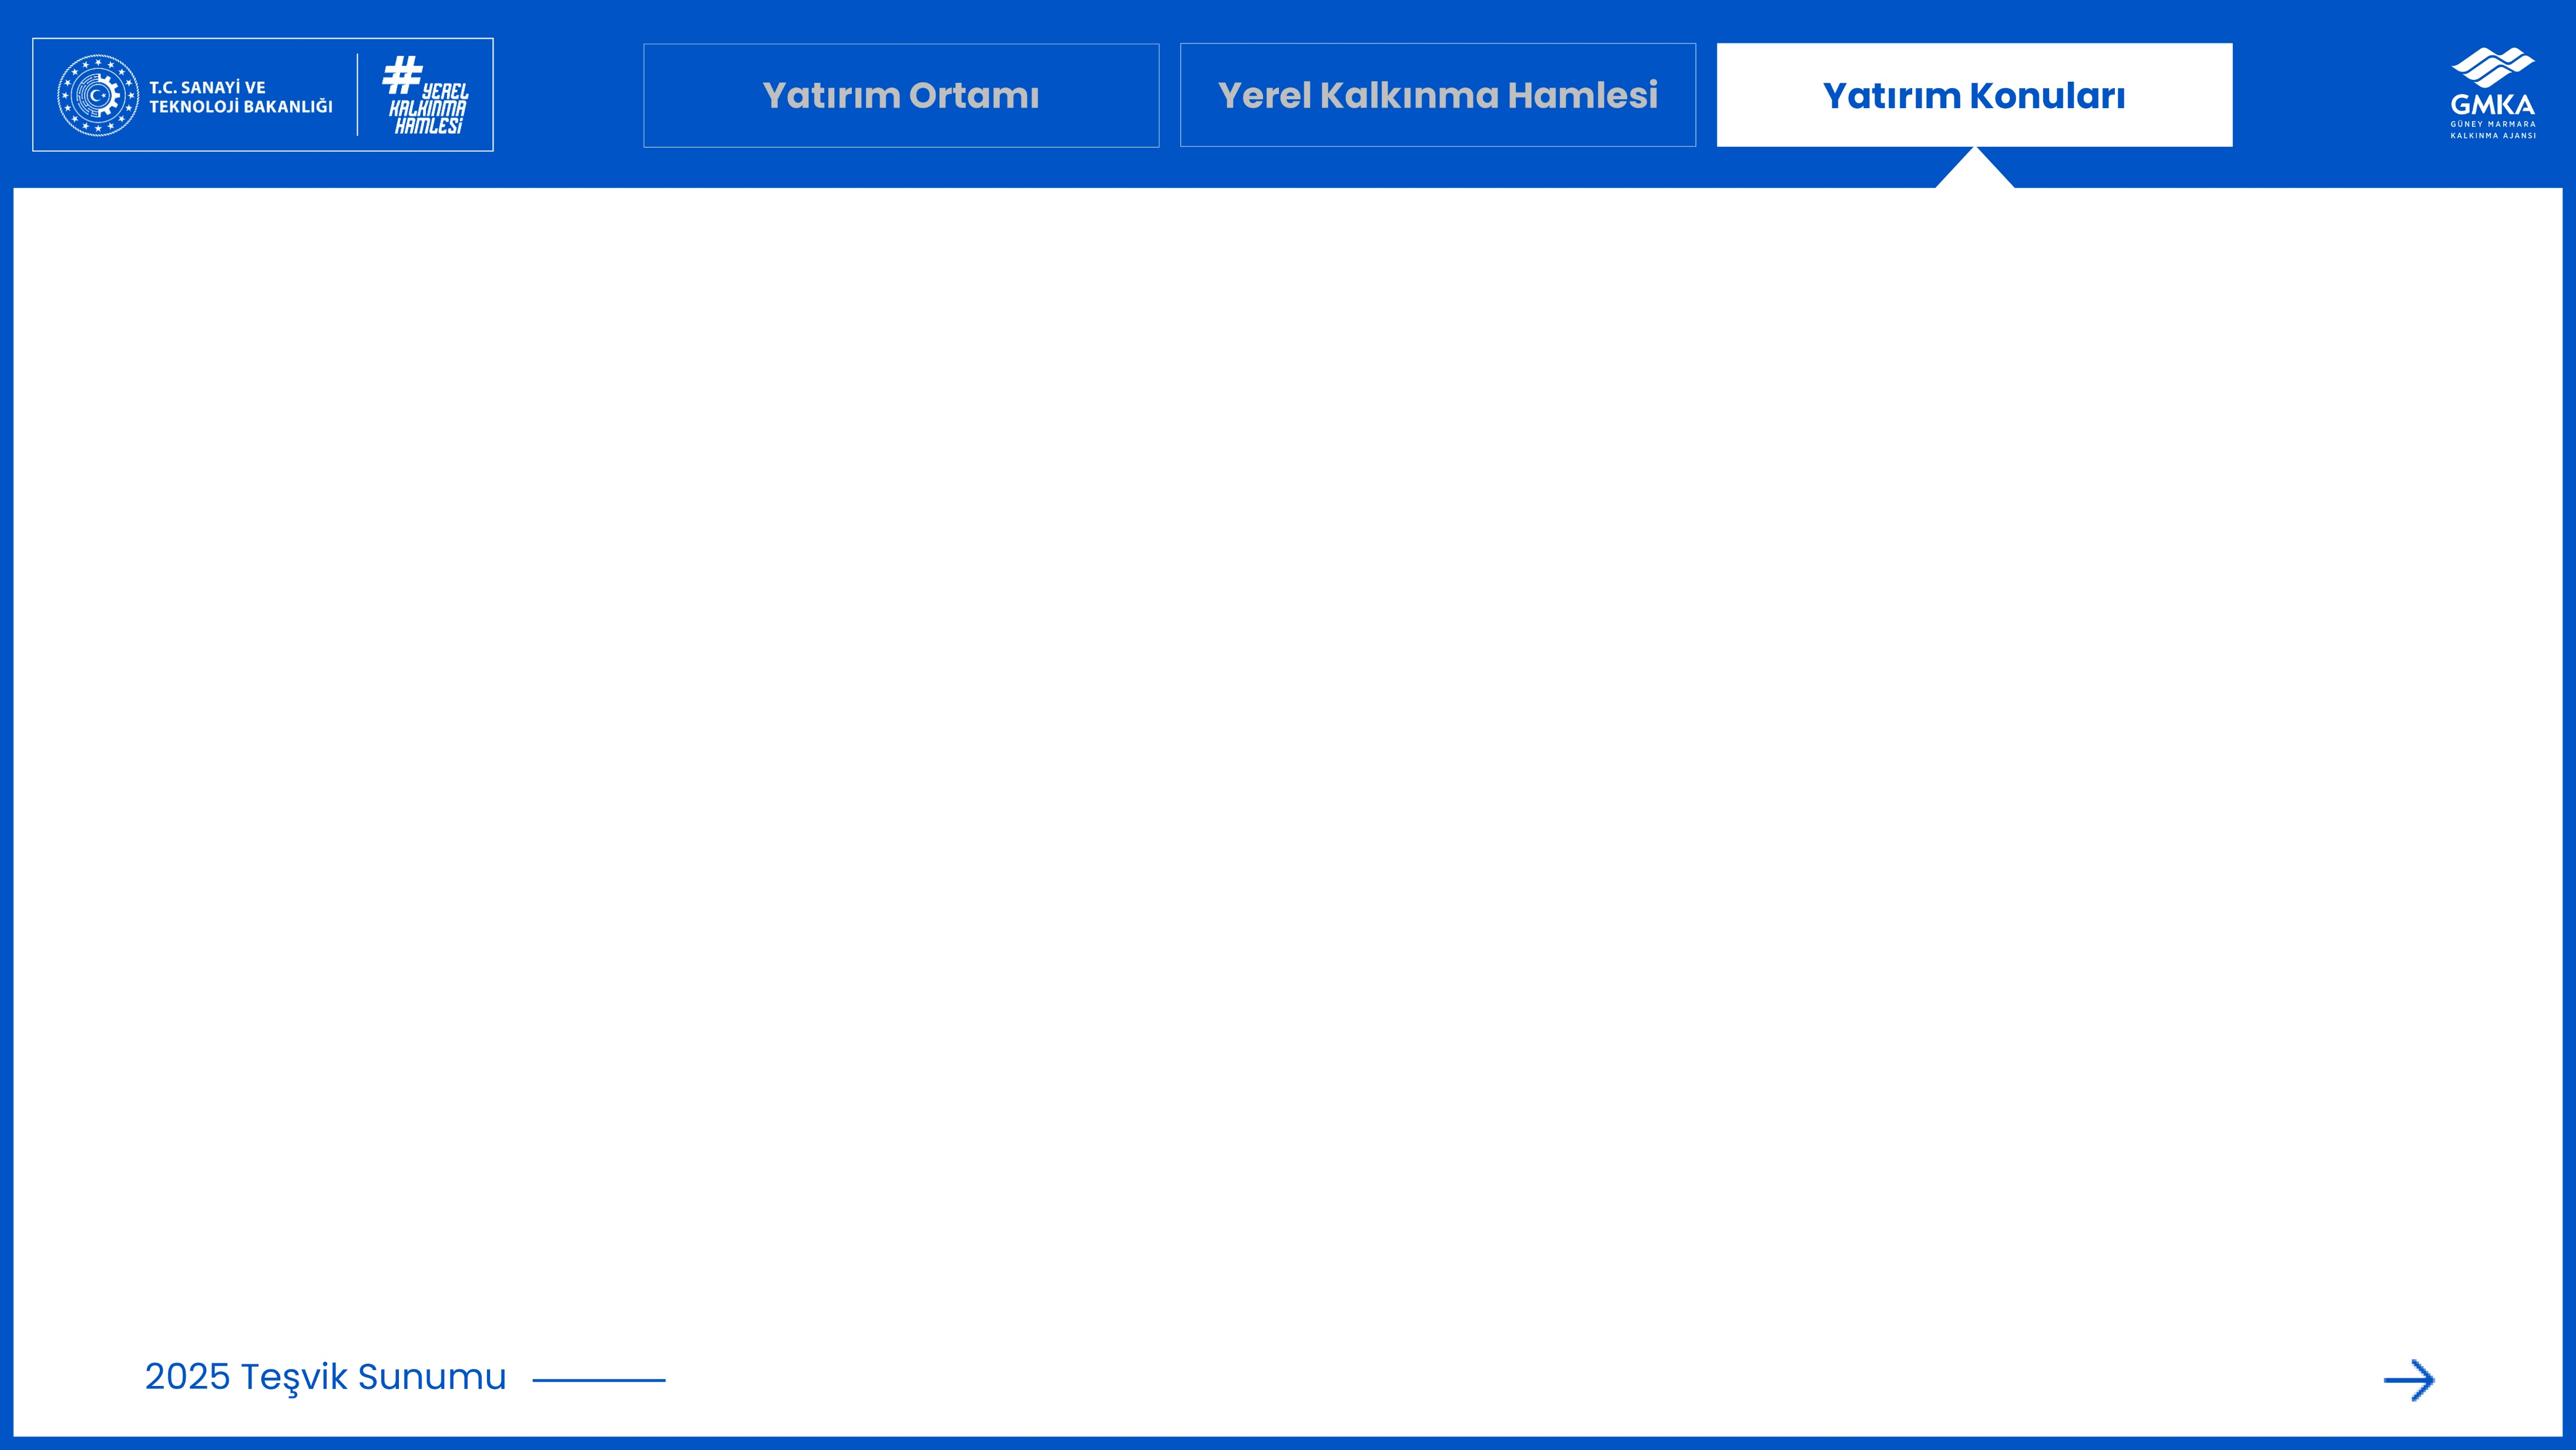 T.C. SANAYİ VE
TEKNOLOJİ BAKANLIĞI
#YEREL
KALKINMA
HAMLESİ
Yatırım Ortamı
Yerel Kalkınma Hamlesi
Yatırım Konuları
GMKA
GÜNEY MARMARA
KALKINMA AJANSI
2025 Teşvik Sunumu